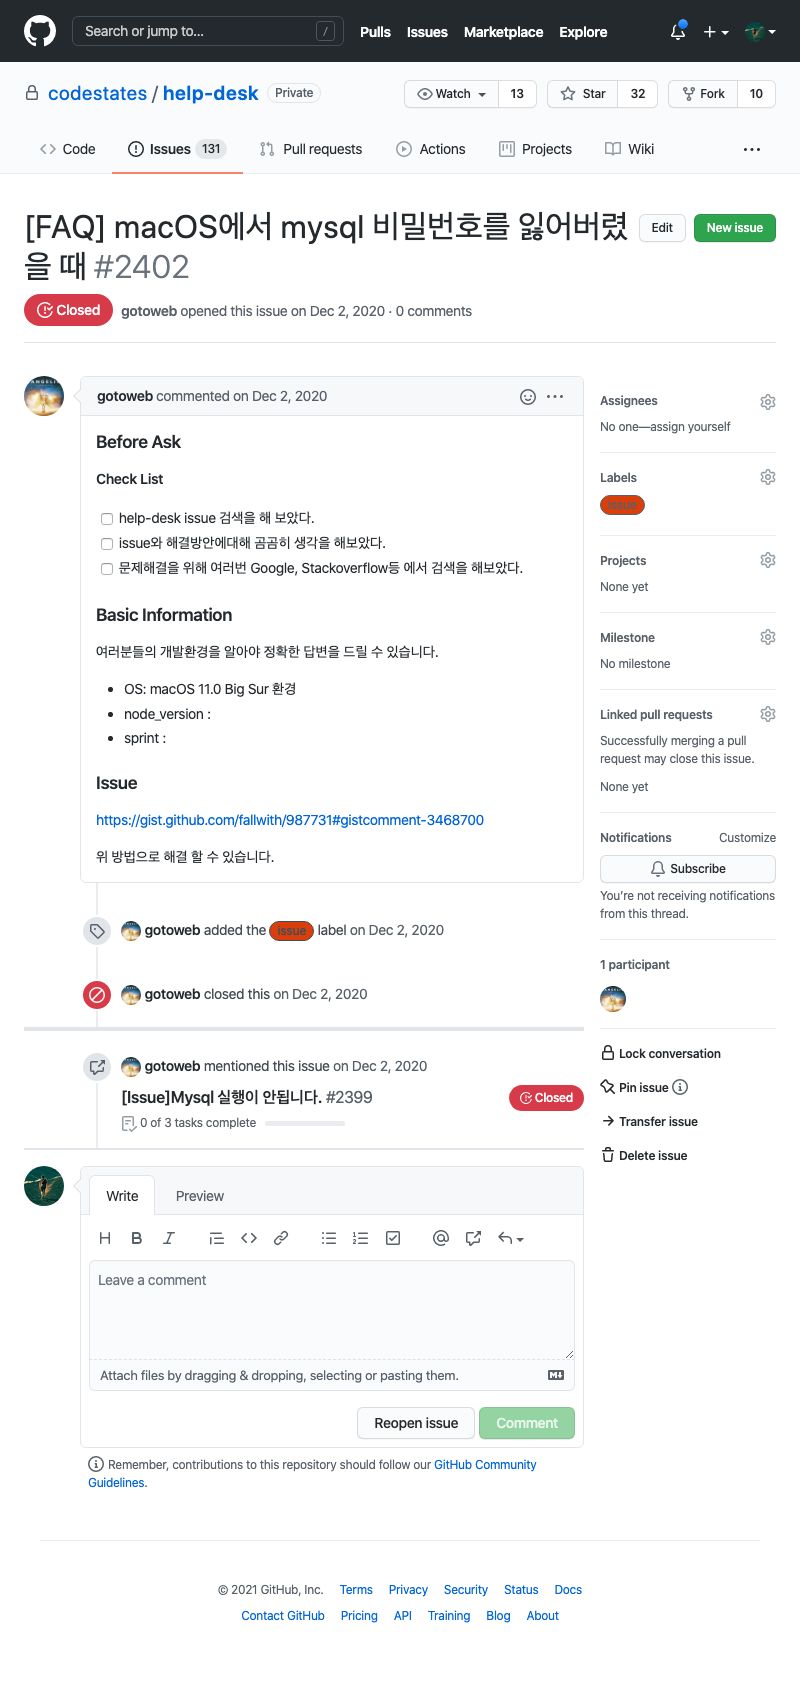 Search or jump to...
/
Pulls
Issues
Marketplace
Explore
codestates / help-desk
Private
Watch
13
Star
32
Fork
10
Code
Issues 131
Pull requests
Actions
Projects
Wiki
[FAQ] macOS에서 mysql 비밀번호를 잃어버렸
을 때 #2402
Edit
New issue
Closed
gotoweb opened this issue on Dec 2, 2020 · 0 comments
gotoweb commented on Dec 2, 2020
Before Ask
Check List
help-desk issue 검색을 해 보았다.
issue와 해결방안에대해 곰곰히 생각을 해보았다.
문제해결을 위해 여러번 Google, Stackoverflow등 에서 검색을 해보았다.
Basic Information
여러분들의 개발환경을 알아야 정확한 답변을 드릴 수 있습니다.
• OS: macOS 11.0 Big Sur 환경
• node_version :
• sprint :
Issue
https://gist.github.com/fallwith/987731#gistcomment-3468700
위 방법으로 해결 할 수 있습니다.
gotoweb added the issue label on Dec 2, 2020
gotoweb closed this on Dec 2, 2020
gotoweb mentioned this issue on Dec 2, 2020
[Issue]Mysql 실행이 안됩니다. #2399
Closed
0 of 3 tasks complete
Write
Preview
H B I
Leave a comment
Attach files by dragging & dropping, selecting or pasting them.
Reopen issue
Comment
Remember, contributions to this repository should follow our GitHub Community
Guidelines.
Assignees
No one—assign yourself
Labels
issue
Projects
None yet
Milestone
No milestone
Linked pull requests
Successfully merging a pull
request may close this issue.
None yet
Notifications
Customize
Subscribe
You're not receiving notifications
from this thread.
1 participant
Lock conversation
Pin issue
Transfer issue
Delete issue
© 2021 GitHub, Inc.
Terms
Privacy
Security
Status
Docs
Contact GitHub
Pricing
API
Training
Blog
About